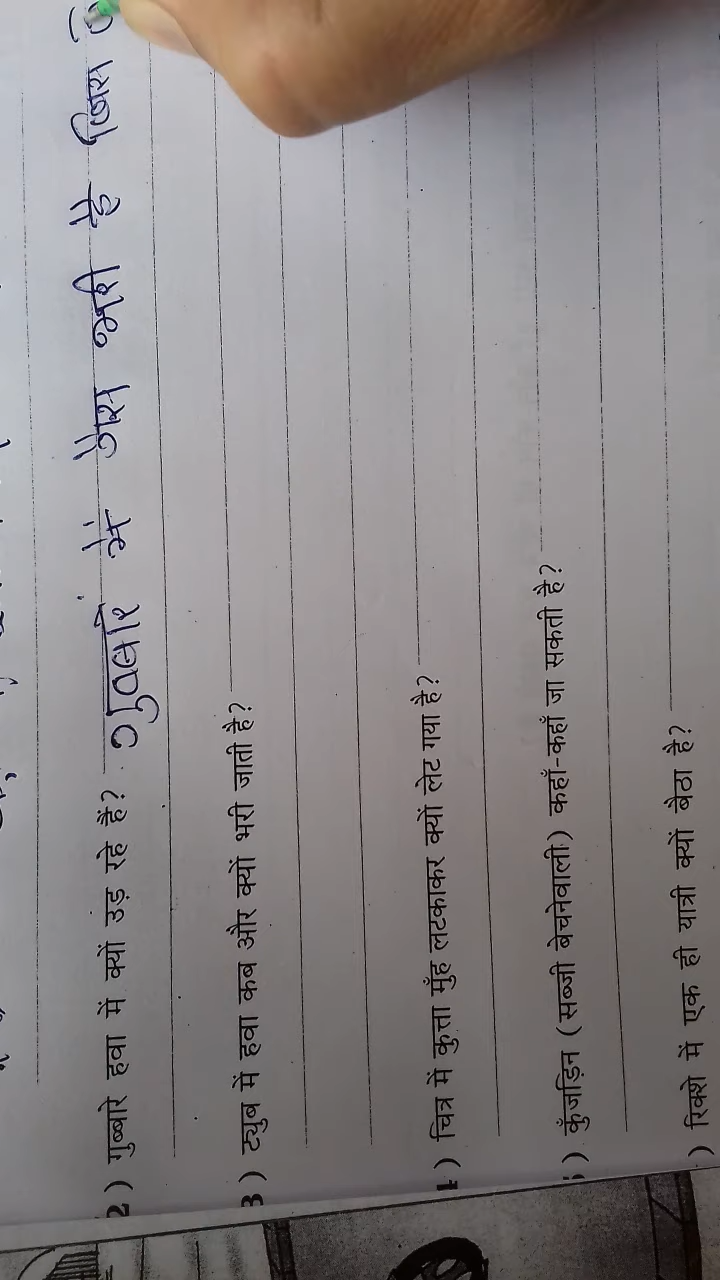 2) गुब्बारे हवा में क्यों उड़ रहे हैं? गुवबारे में गैस भरी है जिस
3) ट्युब में हवा कब और क्यों भरी जाती है?
) चित्र में कुत्ता मुँह लटकाकर क्यों लेट गया है?
) कुँजड़िन (सब्जी बेचनेवाली) कहाँ-कहाँ जा सकती है?
) रिक्शे में एक ही यात्री क्यों बैठा है?